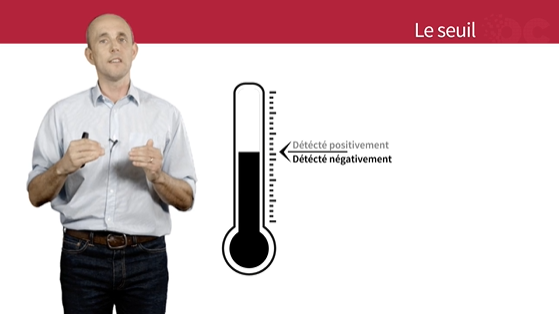 Le seuil
Détécté positivement
Détécté négativement